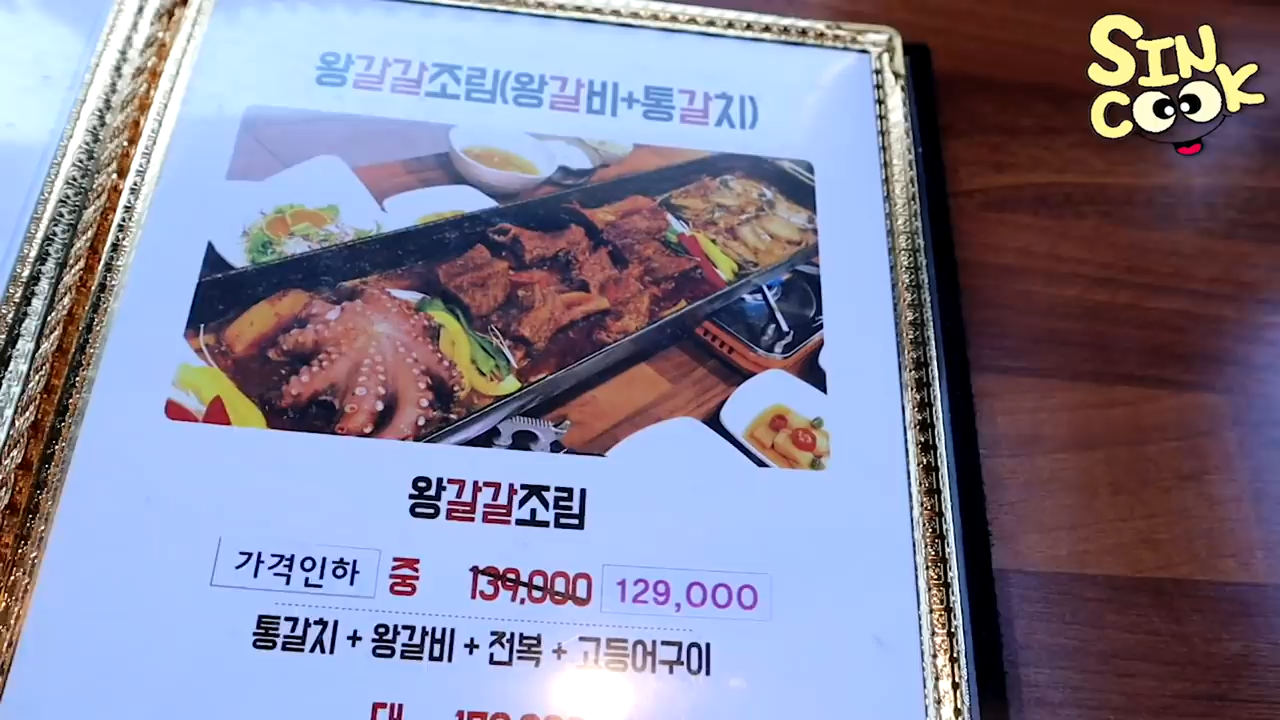 SIN COOK
왕갈갈조림(왕갈비+통갈치)
왕갈갈조림
가격인하 중 139,000 129,000
통갈치 + 왕갈비 + 전복 + 고등어구이
대